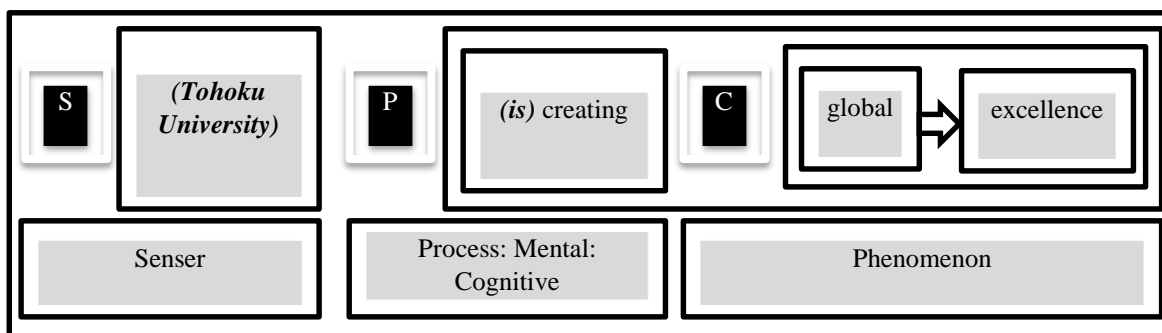 S
(Tohoku
University)
P
(is) creating
C
global
excellence
Senser
Process: Mental:
Cognitive
Phenomenon